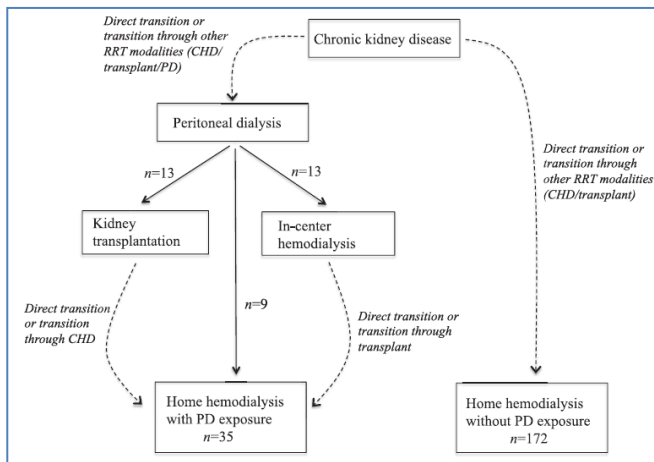 Direct transition or
transition through other
RRT modalities (CHD/
transplant/PD)
Chronic kidney disease
Peritoneal dialysis
Direct transition or
transition through
other RRT modalities
(CHD/transplant)
n=13
n=13
Kidney
transplantation
In-center
hemodialysis
n=9
Direct transition
or transition
through CHD
Direct transition or
transition through
transplant
Home hemodialysis
with PD exposure
n=35
Home hemodialysis
without PD exposure
n=172